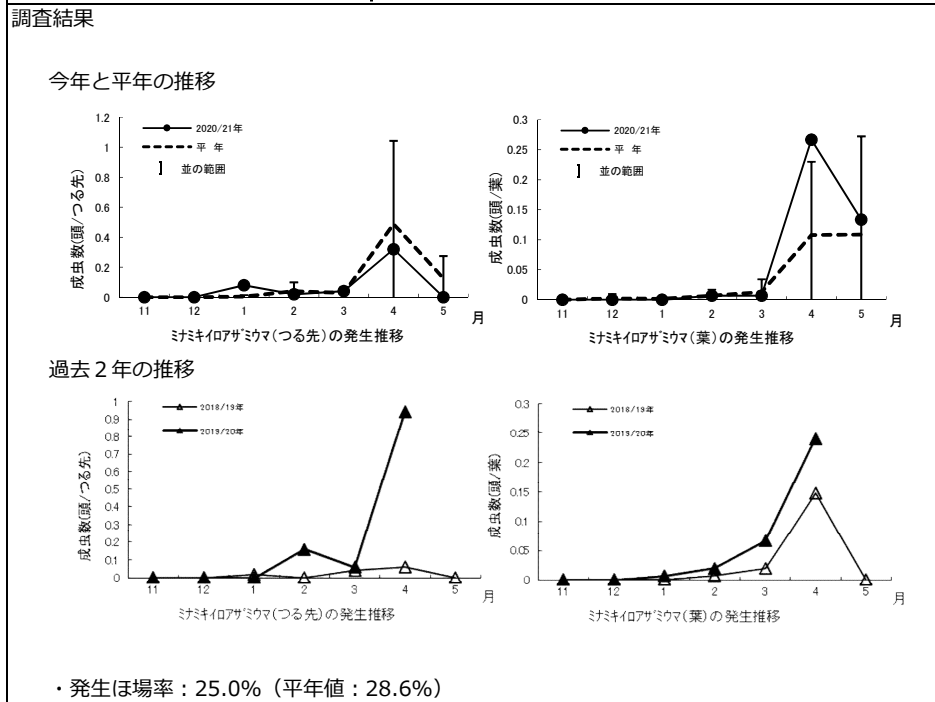 調査結果
今年と平年の推移
1.2
1
0.8
0.6
0.4
0.2
0
成虫数(頭/つる先)
2020/21年
平 年
並の範囲
11 12 1 2 3 4 5 月
ﾐﾅﾐｷｲﾛｱｻﾞﾐｳﾏ(つる先)の発生推移
0.3
0.25
0.2
0.15
0.1
0.05
0
成虫数(頭/葉)
2020/21年
平 年
並の範囲
11 12 1 2 3 4 5 月
ﾐﾅﾐｷｲﾛｱｻﾞﾐｳﾏ(葉)の発生推移
過去2年の推移
1
0.9
0.8
0.7
0.6
0.5
0.4
0.3
0.2
0.1
0
成虫数(頭/つる先)
2018/19年
2019/20年
11 12 1 2 3 4 5 月
ﾐﾅﾐｷｲﾛｱｻﾞﾐｳﾏ(つる先)の発生推移
0.3
0.25
0.2
0.15
0.1
0.05
0
成虫数(頭/葉)
2018/19年
2019/20年
11 12 1 2 3 4 5 月
ﾐﾅﾐｷｲﾛｱｻﾞﾐｳﾏ(葉)の発生推移
・発生ほ場率：25.0%（平年値：28.6%）